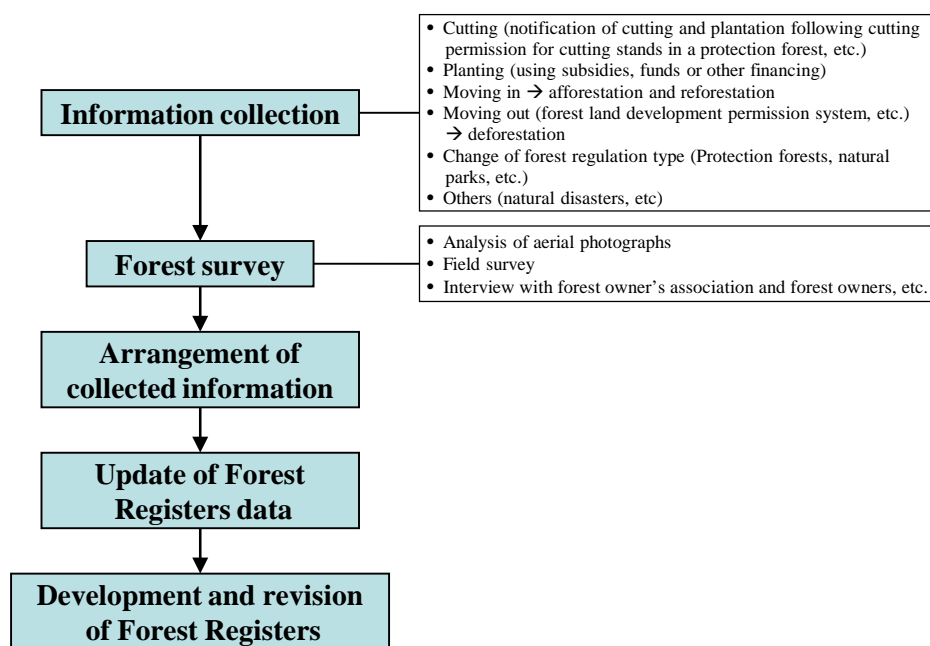 • Cutting (notification of cutting and plantation following cutting
permission for cutting stands in a protection forest, etc.)
• Planting (using subsidies, funds or other financing)
• Moving in → afforestation and reforestation
• Moving out (forest land development permission system, etc.)
→ deforestation
• Change of forest regulation type (Protection forests, natural
parks, etc.)
• Others (natural disasters, etc)
Information collection
Forest survey
• Analysis of aerial photographs
• Field survey
• Interview with forest owner's association and forest owners, etc.
Arrangement of
collected information
Update of Forest
Registers data
Development and revision
of Forest Registers